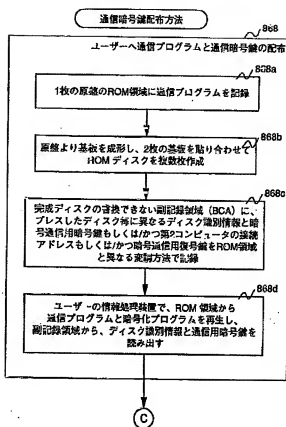 通信暗号鍵配布方法
868
ユーザーへ通信プログラムと通信暗号鍵の配布
868a
1枚の原盤のROM領域に通信プログラムを記録
868b
原盤より基板を成形し、2枚の基板を貼り合わせて
ROMディスクを複数枚作成
868c
完成ディスクの書換できない副記録領域（BCA）に、
プレスしたディスク毎に異なるディスク識別情報と暗
号通信用暗号鍵もしくは/かつ第2コンピュータの接続
アドレスもしくは/かつ暗号通信用復号鍵をROM領域
と異なる変調方法で記録
868d
ユーザーの情報処理装置で、ROM領域から
通信プログラムと暗号化プログラムを再生し、
副記録領域から、ディスク識別情報と通信用暗号鍵を
読み出す
C